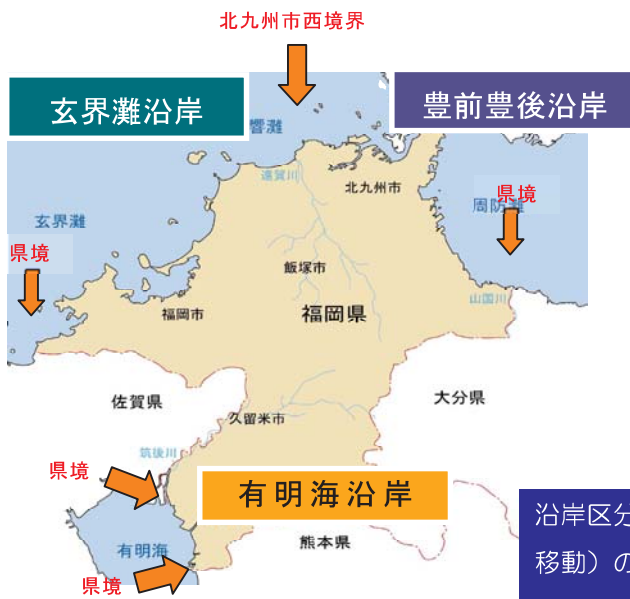 北九州市西境界
玄界灘沿岸
豊前豊後沿岸
響灘
遠賀川
北九州市
県境
周防灘
玄界灘
県境
飯塚市
山国川
福岡市
福岡県
佐賀県
大分県
久留米市
筑後川
県境
有明海沿岸
沿岸区分
有明海
熊本県
移動）の
県境